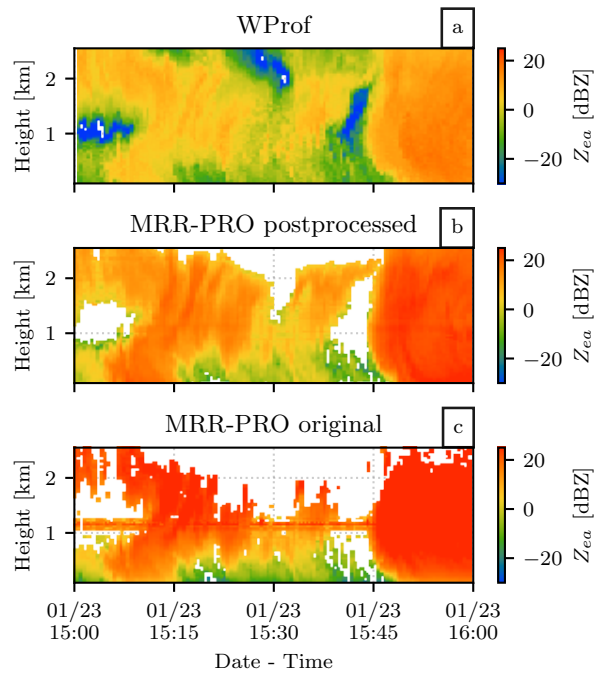 WProf
a
Height [km]
2
1
20
0
−20
Z_ea [dBZ]
MRR-PRO postprocessed
b
Height [km]
2
1
20
0
−20
Z_ea [dBZ]
MRR-PRO original
c
Height [km]
2
1
20
0
−20
Z_ea [dBZ]
01/23 01/23 01/23 01/23 01/23
15:00 15:15 15:30 15:45 16:00
Date - Time